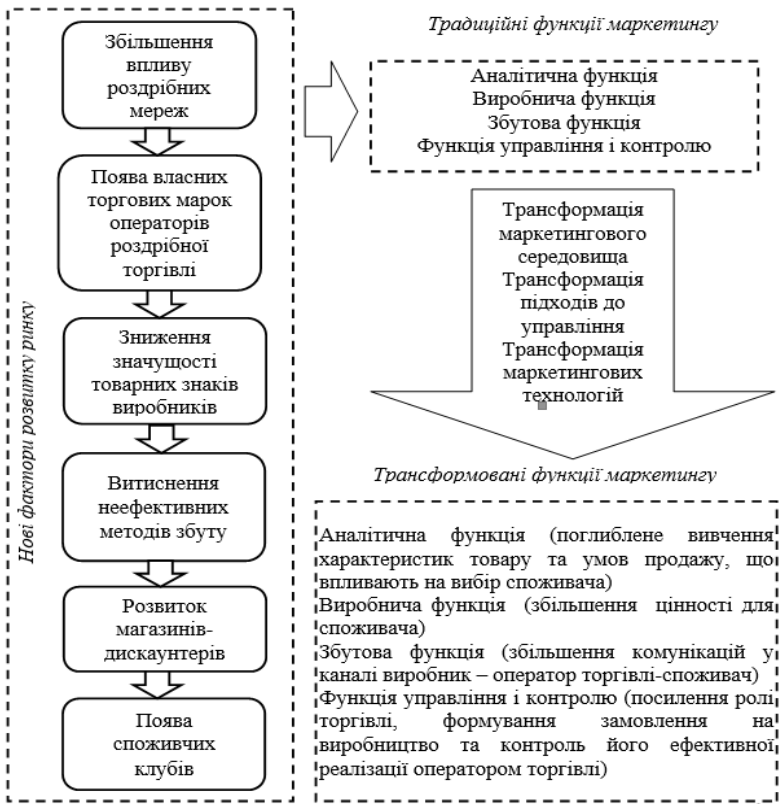 Нові фактори розвитку ринку
Збільшення
впливу
роздрібних
мереж
Поява власних
торгових марок
операторів
роздрібної
торгівлі
Зниження
значущості
товарних знаків
виробників
Витиснення
неефективних
методів збуту
Розвиток
магазинів-
дискаунтерів
Поява
споживчих
клубів
Традиційні функції маркетингу
Аналітична функція
Виробнича функція
Збутова функція
Функція управління і контролю
Трансформація
маркетингового
середовища
Трансформація
підходів до
управління
Трансформація
маркетингових
технологій
Трансформовані функції маркетингу
Аналітична функція (поглиблене вивчення
характеристик товару та умов продажу, що
впливають на вибір споживача)
Виробнича функція (збільшення цінності для
споживача)
Збутова функція (збільшення комунікацій у
каналі виробник – оператор торгівлі-споживач)
Функція управління і контролю (посилення ролі
торгівлі, формування замовлення на
виробництво та контроль його ефективної
реалізації оператором торгівлі)